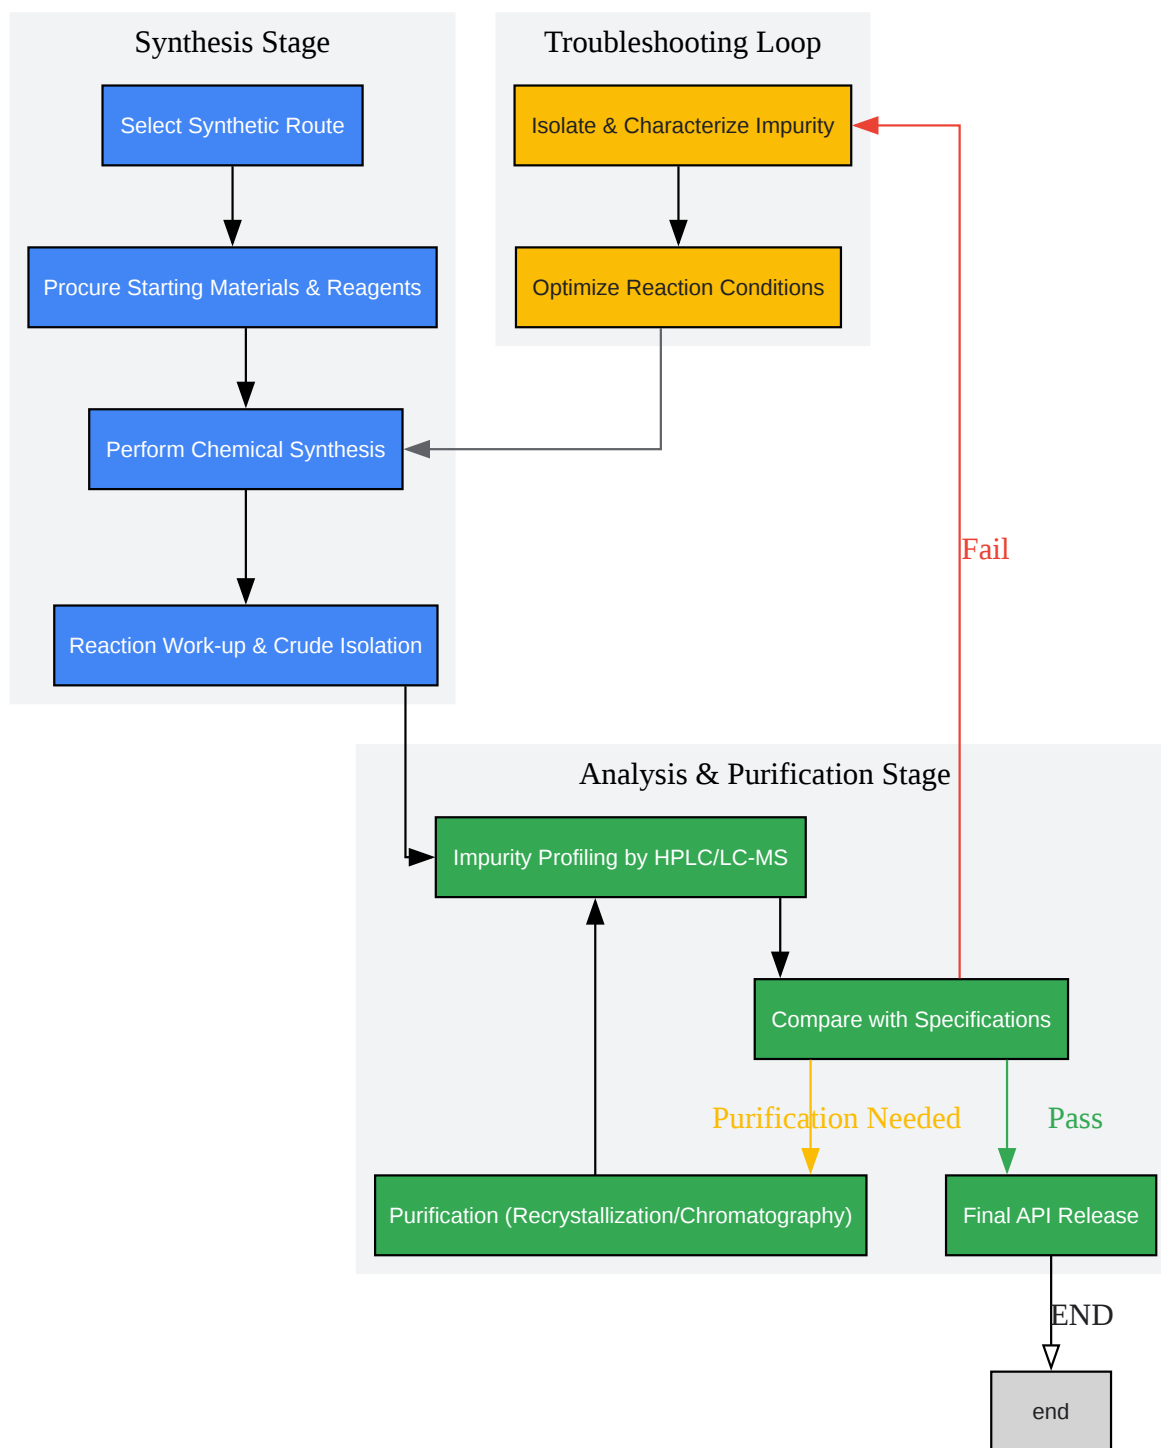 Synthesis Stage
Select Synthetic Route
Procure Starting Materials & Reagents
Perform Chemical Synthesis
Reaction Work-up & Crude Isolation
Troubleshooting Loop
Isolate & Characterize Impurity
Optimize Reaction Conditions
Fail
Analysis & Purification Stage
Impurity Profiling by HPLC/LC-MS
Compare with Specifications
Purification Needed
Pass
Purification (Recrystallization/Chromatography)
Final API Release
END
end